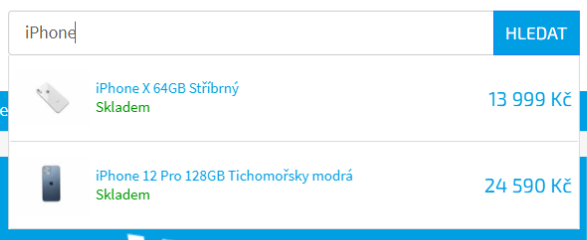 iPhone
HLEDAT
iPhone X 64GB Stříbrný
Skladem
13 999 Kč
iPhone 12 Pro 128GB Tichomořsky modrá
Skladem
24 590 Kč